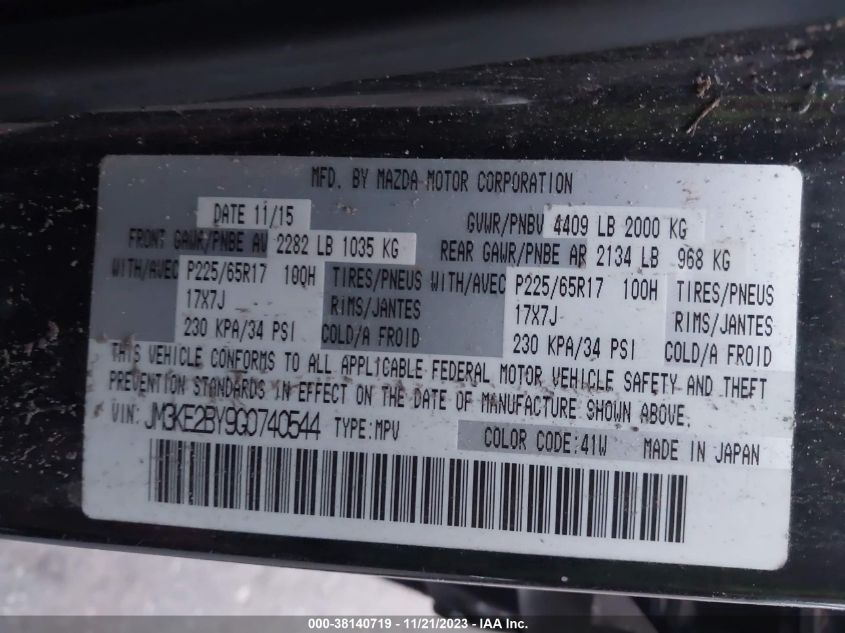 MFD. BY MAZDA MOTOR CORPORATION
DATE 11/15 GVWR/PNBV 4409 LB 2000 KG
FRONT GAWR/PNBE AV 2282 LB 1035 KG REAR GAWR/PNBE AR 2134 LB 968 KG
WITH/AVEC P225/65R17 100H TIRES/PNEUS WITH/AVEC P225/65R17 100H TIRES/PNEUS
17X7J RIMS/JANTES 17X7J RIMS/JANTES
230 KPA/34 PSI COLD/A FROID 230 KPA/34 PSI COLD/A FROID
THIS VEHICLE CONFORMS TO ALL APPLICABLE FEDERAL MOTOR VEHICLE SAFETY AND THEFT
PREVENTION STANDARDS IN EFFECT ON THE DATE OF MANUFACTURE SHOWN ABOVE.
VIN: JM3KE2BY9G0740544 TYPE:MPV COLOR CODE:41W MADE IN JAPAN
000-38140719 - 11/21/2023 - IAA Inc.